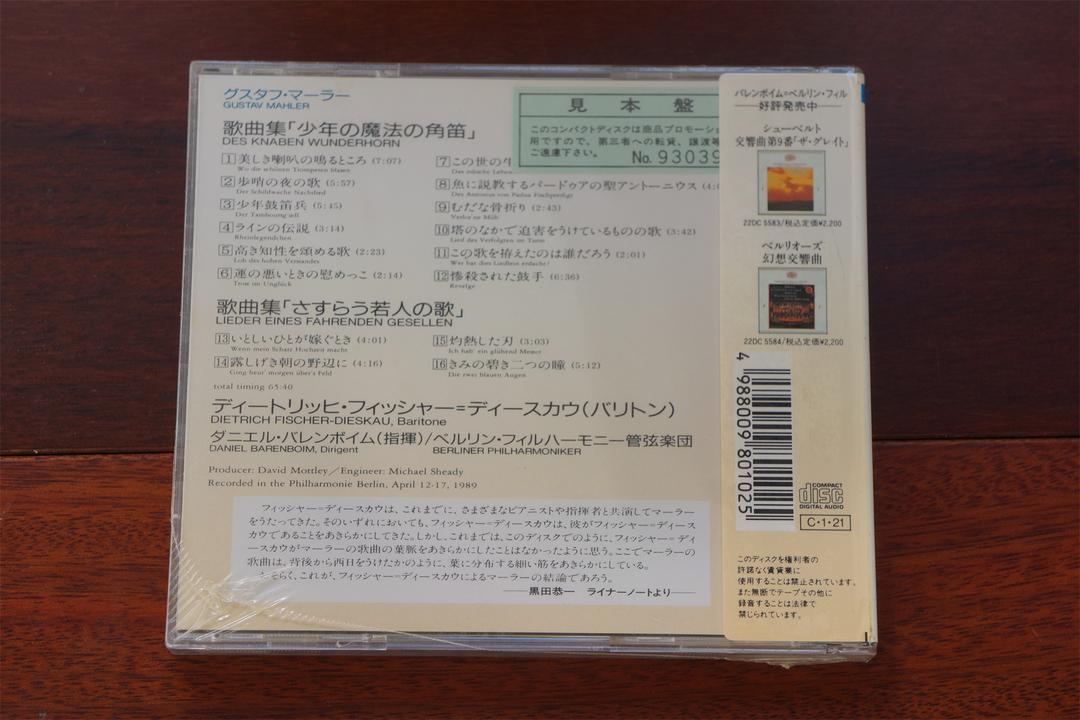 グスタフ・マーラー
GUSTAV MAHLER
歌曲集「少年の魔法の角笛」
DES KNABEN WUNDERHORN
1 美しき喇叭の鳴るところ (7:07)
Wo die schönen Trompeten blasen
2 歩哨の夜の歌 (5:57)
Der Schildwache Nachtlied
3 少年鼓笛兵 (5:45)
Der Tamboursg'sell
4 ラインの伝説 (3:14)
Rheinlegendchen
5 高き知性を頌める歌 (2:23)
Lob des hohen Verstandes
6 運の悪いときの慰めっこ (2:14)
Trost im Unglück
7 この世の
Das irdische Leben
8 魚に説教するパードゥアの聖アントーニウス
Des Antonius von Padua Fischpredigt
9 むだな骨折り (2:43)
Verlor'ne Müh'
10 塔のなかで迫害をうけているものの歌 (3:42)
Lied des Verfolgten im Turm
11 この歌を拵えたのは誰だろう (2:01)
Wer hat dies Liedlein erdacht?
12 惨殺された鼓手 (6:36)
Revelge
歌曲集「さすらう若人の歌」
LIEDER EINES FAHRENDEN GESELLEN
13 いとしいひとが嫁ぐとき (4:01)
Wenn mein Schatz Hochzeit macht
14 露しげき朝の野辺に (4:16)
Ging heut' morgen über's Feld
15 灼熱した刃 (3:03)
Ich hab' ein glühend Messer
16 きみの碧き二つの瞳 (5:12)
Die zwei blauen Augen
total timing 65:40
ディートリッヒ・フィッシャー=ディースカウ(バリトン)
DIETRICH FISCHER-DIESKAU, Baritone
ダニエル・バレンボイム(指揮)/ベルリン・フィルハーモニー管弦楽団
DANIEL BARENBOIM, Dirigent BERLINER PHILHARMONIKER
Producer: David Mottley/Engineer: Michael Sheady
Recorded in the Philharmonie Berlin, April 12-17, 1989
フィッシャー=ディースカウは、これまでに、さまざまなピアニストや指揮者と共演してマーラー
をうたってきた。そのいずれにおいても、フィッシャー=ディースカウは、彼がフィッシャー=ディース
カウであることをあきらかにしてきた。しかし、これまでは、このディスクでのように、フィッシャー=ディ
ースカウがマーラーの歌曲の葉脈をあきらかにしたことはなかったように思う。ここでマーラーの
歌曲は、背後から西日をうけたかのように、葉に分布する細い筋をあきらかにしている。
おそらく、これが、フィッシャー=ディースカウによるマーラーの結論であろう。
——黒田恭一 ライナーノートより——
見本盤
このコンパクトディスクは商品プロモーショ
用ですので、第三者への転貸、譲渡等
ご遠慮下さい。
No. 93039
バレンボイム=ベルリン・フィル
—好評発売中—
シューベルト
交響曲第9番「ザ・グレイト」
22DC 5583/税込定価¥2,200
ベルリオーズ
幻想交響曲
22DC 5584/税込定価¥2,200
4 988009 801025
COMPACT
disc
DIGITAL AUDIO
C・1・21
このディスクを権利者の
許諾なく賃貸業に
使用することは禁止されています。
また無断でテープその他に
録音することは法律で
禁じられています。